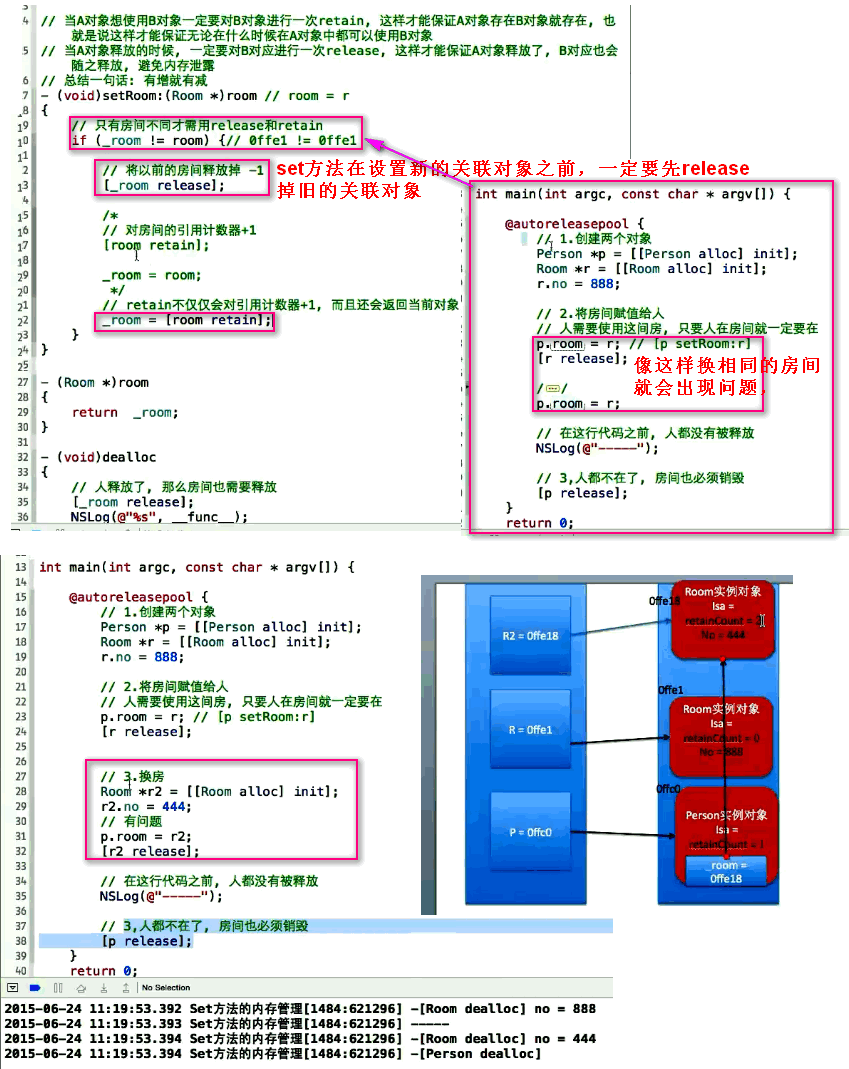 // 当A对象想使用B对象一定要对B对象进行一次retain, 这样才能保证A对象存在B对象就存在, 也
就是说这样才能保证无论在什么时候在A对象中都可以使用B对象
// 当A对象释放的时候, 一定要对B对应进行一次release, 这样才能保证A对象释放了, B对应也会
随之释放, 避免内存泄露
// 总结一句话: 有增就有减
- (void)setRoom:(Room *)room // room = r
{
// 只有房间不同才需用release和retain
if (_room != room) {// 0ffe1 != 0ffe1
// 将以前的房间释放掉 -1
[_room release];
/*
// 对房间的引用计数器+1
[room retain];
_room = room;
*/
// retain不仅仅会对引用计数器+1, 而且还会返回当前对象
_room = [room retain];
}
}
- (Room *)room
{
return _room;
}
- (void)dealloc
{
// 人释放了, 那么房间也需要释放
[_room release];
NSLog(@"%s", __func__);
set方法在设置新的关联对象之前，一定要先release
掉旧的关联对象
int main(int argc, const char * argv[]) {
@autoreleasepool {
// 1.创建两个对象
Person *p = [[Person alloc] init];
Room *r = [[Room alloc] init];
r.no = 888;
// 2.将房间赋值给人
// 人需要使用这间房, 只要人在房间就一定要在
p.room = r; // [p setRoom:r]
[r release];
像这样换相同的房间
就会出现问题，
/*…*/
p.room = r;
// 在这行代码之前, 人都没有被释放
NSLog(@"-----");
// 3,人都不在了, 房间也必须销毁
[p release];
}
return 0;
13 int main(int argc, const char * argv[]) {
14
15 @autoreleasepool {
16 // 1.创建两个对象
17 Person *p = [[Person alloc] init];
18 Room *r = [[Room alloc] init];
19 r.no = 888;
20
21 // 2.将房间赋值给人
22 // 人需要使用这间房, 只要人在房间就一定要在
23 p.room = r; // [p setRoom:r]
24 [r release];
25
26
27 // 3.换房
28 Room *r2 = [[Room alloc] init];
29 r2.no = 444;
30 // 有问题
31 p.room = r2;
32 [r2 release];
33
34 // 在这行代码之前, 人都没有被释放
35 NSLog(@"-----");
36
37 // 3,人都不在了, 房间也必须销毁
38 [p release];
39 }
40 return 0;
R2 = 0ffe18
R = 0ffe1
P = 0ffc0
0ffe18
Room实例对象
Isa =
retainCount =
No = 444
0ffe1
Room实例对象
Isa =
retainCount = 0
No = 888
0ffc0
Person实例对象
Isa =
retainCount = 1
_room =
0ffe18
No Selection
2015-06-24 11:19:53.392 Set方法的内存管理[1484:621296] -[Room dealloc] no = 888
2015-06-24 11:19:53.393 Set方法的内存管理[1484:621296] -----
2015-06-24 11:19:53.394 Set方法的内存管理[1484:621296] -[Room dealloc] no = 444
2015-06-24 11:19:53.394 Set方法的内存管理[1484:621296] -[Person dealloc]